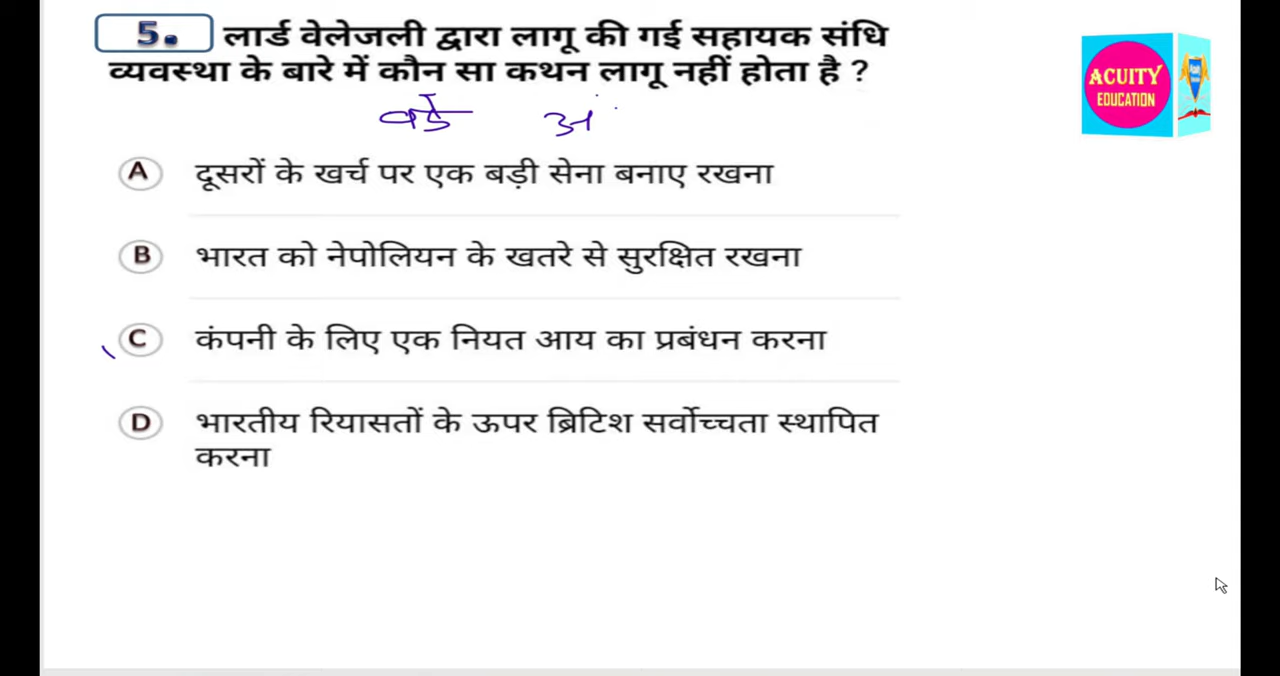 5. लार्ड वेलेजली द्वारा लागू की गई सहायक संधि
व्यवस्था के बारे में कौन सा कथन लागू नहीं होता है ?
ACUITY
EDUCATION
A दूसरों के खर्च पर एक बड़ी सेना बनाए रखना
B भारत को नेपोलियन के खतरे से सुरक्षित रखना
C कंपनी के लिए एक नियत आय का प्रबंधन करना
D भारतीय रियासतों के ऊपर ब्रिटिश सर्वोच्चता स्थापित
करना